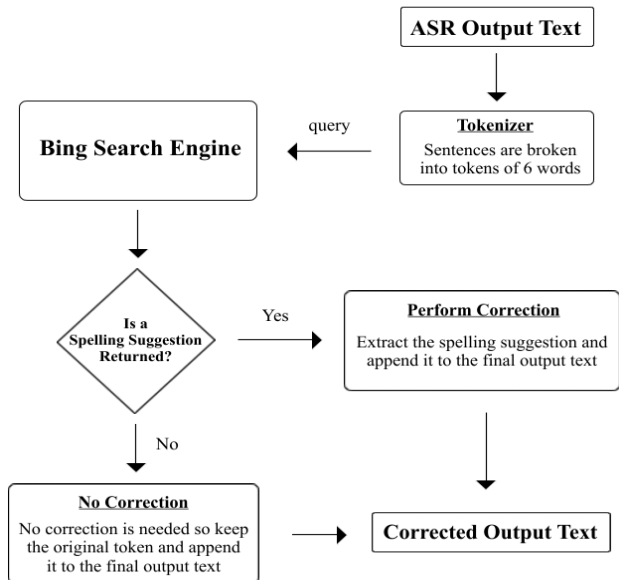 ASR Output Text
Tokenizer
Sentences are broken
into tokens of 6 words
query
Bing Search Engine
Is a
Spelling Suggestion
Returned?
Yes
Perform Correction
Extract the spelling suggestion and
append it to the final output text
No
No Correction
No correction is needed so keep
the original token and append
it to the final output text
Corrected Output Text